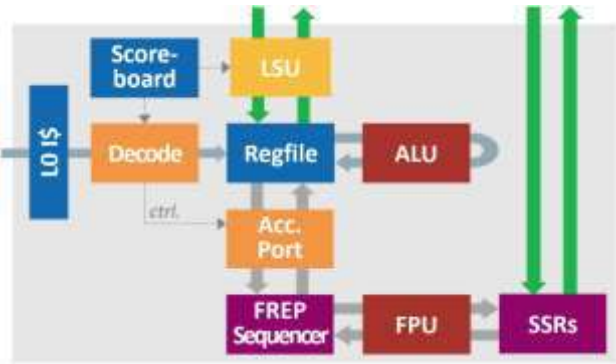 Score-
board
LSU
L0 I$
Decode
Regfile
ALU
ctrl.
Acc.
Port
FREP
Sequencer
FPU
SSRs